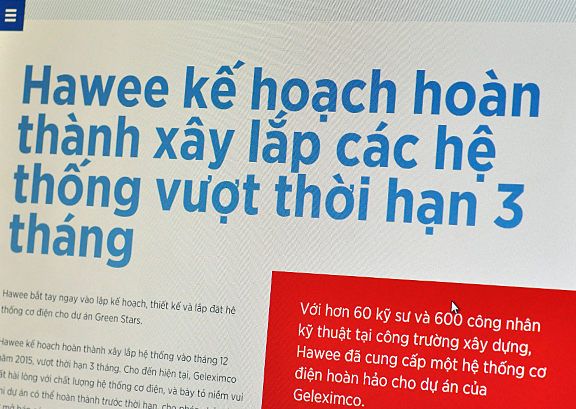 Hawee kế hoạch hoàn
thành xây lắp các hệ
thống vượt thời hạn 3
tháng
Hawee bắt tay ngay vào lập kế hoạch, thiết kế và lắp đặt hệ
thống cơ điện cho dự án Green Stars.
Hawee kế hoạch hoàn thành xây lắp hệ thống vào tháng 12
năm 2015, vượt thời hạn 3 tháng. Cho đến hiện tại, Geleximco
rất hài lòng với chất lượng hệ thống cơ điện, và bày tỏ niềm vui
dự án có thể hoàn thành trước thời hạn, cho phép
Với hơn 60 kỹ sư và 600 công nhân
kỹ thuật tại công trường xây dựng,
Hawee đã cung cấp một hệ thống cơ
điện hoàn hảo cho dự án của
Geleximco.